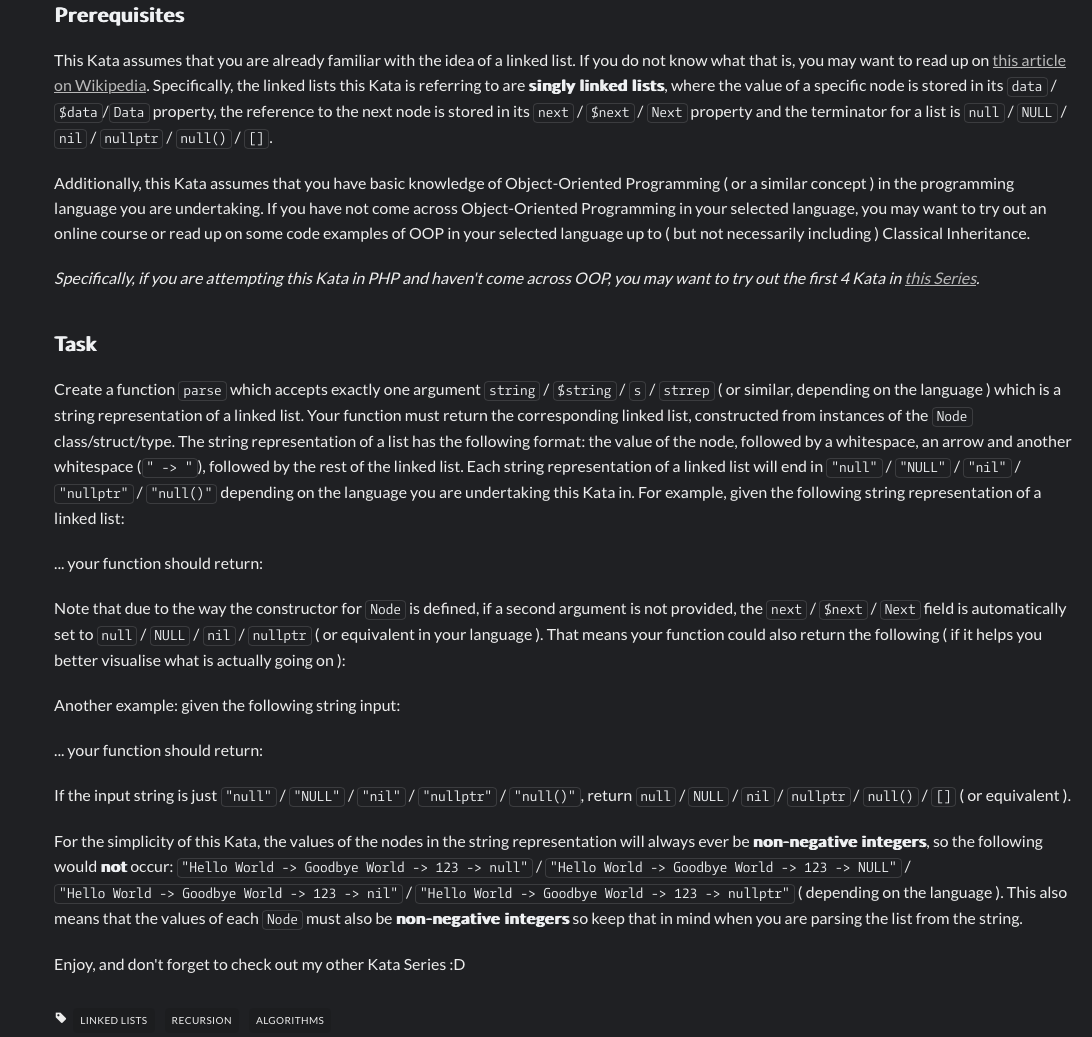 Prerequisites
This Kata assumes that you are already familiar with the idea of a linked list. If you do not know what that is, you may want to read up on this article
on Wikipedia. Specifically, the linked lists this Kata is referring to are singly linked lists, where the value of a specific node is stored in its data /
$data / Data property, the reference to the next node is stored in its next / $next / Next property and the terminator for a list is null / NULL /
nil / nullptr / null() / [].
Additionally, this Kata assumes that you have basic knowledge of Object-Oriented Programming ( or a similar concept ) in the programming
language you are undertaking. If you have not come across Object-Oriented Programming in your selected language, you may want to try out an
online course or read up on some code examples of OOP in your selected language up to ( but not necessarily including ) Classical Inheritance.
Specifically, if you are attempting this Kata in PHP and haven't come across OOP, you may want to try out the first 4 Kata in this Series.
Task
Create a function parse which accepts exactly one argument string / $string / s / strrep ( or similar, depending on the language ) which is a
string representation of a linked list. Your function must return the corresponding linked list, constructed from instances of the Node
class/struct/type. The string representation of a list has the following format: the value of the node, followed by a whitespace, an arrow and another
whitespace (" -> "), followed by the rest of the linked list. Each string representation of a linked list will end in "null" / "NULL" / "nil" /
"nullptr" / "null()" depending on the language you are undertaking this Kata in. For example, given the following string representation of a
linked list:
... your function should return:
Note that due to the way the constructor for Node is defined, if a second argument is not provided, the next / $next / Next field is automatically
set to null / NULL / nil / nullptr ( or equivalent in your language ). That means your function could also return the following ( if it helps you
better visualise what is actually going on ):
Another example: given the following string input:
... your function should return:
If the input string is just "null" / "NULL" / "nil" / "nullptr" / "null()", return null / NULL / nil / nullptr / null() / [] ( or equivalent ).
For the simplicity of this Kata, the values of the nodes in the string representation will always ever be non-negative integers, so the following
would not occur: "Hello World -> Goodbye World -> 123 -> null" / "Hello World -> Goodbye World -> 123 -> NULL" /
"Hello World -> Goodbye World -> 123 -> nil" / "Hello World -> Goodbye World -> 123 -> nullptr" ( depending on the language ). This also
means that the values of each Node must also be non-negative integers so keep that in mind when you are parsing the list from the string.
Enjoy, and don't forget to check out my other Kata Series :D
LINKED LISTS RECURSION ALGORITHMS